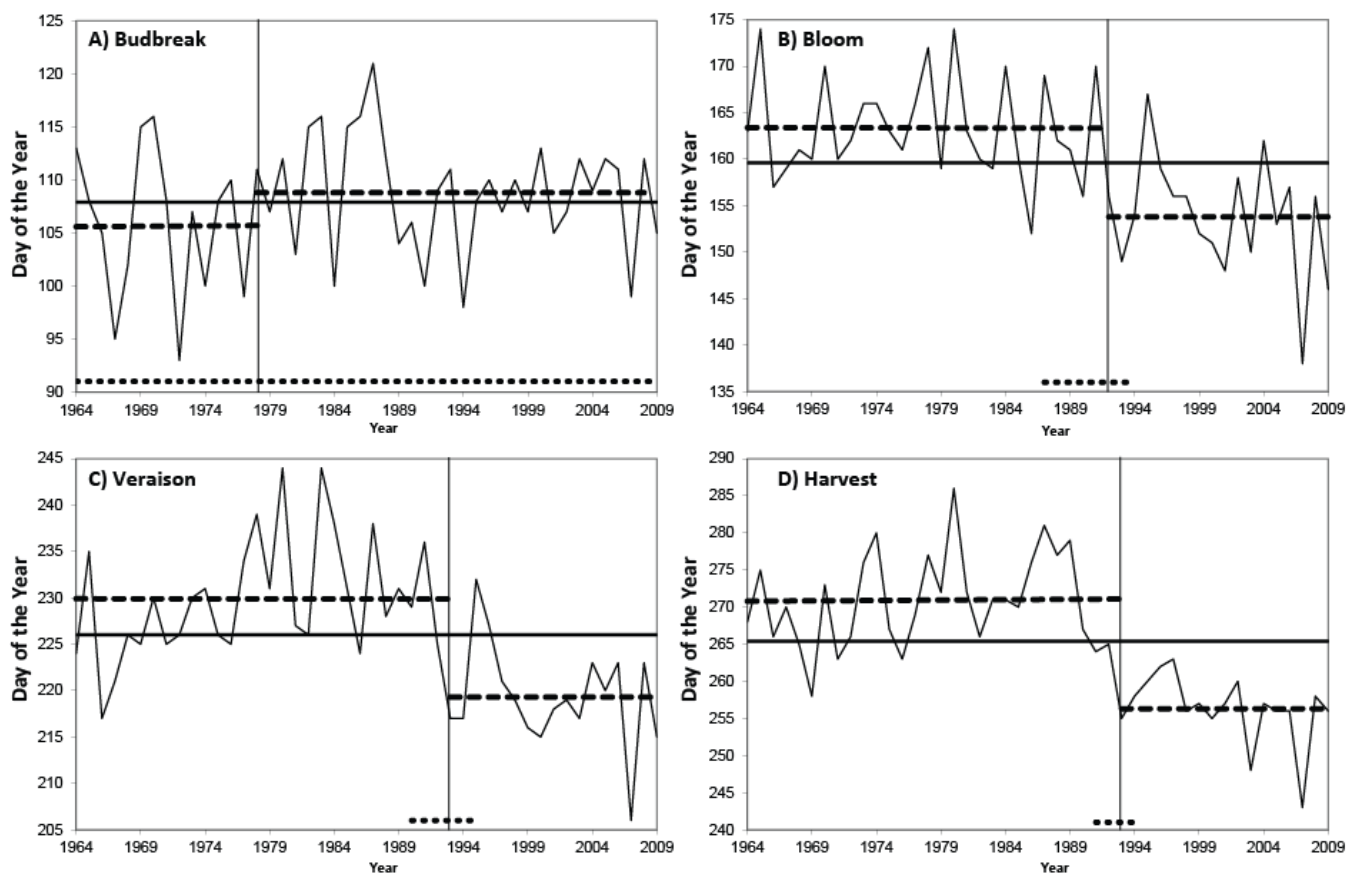 A) Budbreak
Day of the Year
125
120
115
110
105
100
95
90
1964 1969 1974 1979 1984 1989 1994 1999 2004 2009
Year
B) Bloom
Day of the Year
175
170
165
160
155
150
145
140
135
1964 1969 1974 1979 1984 1989 1994 1999 2004 2009
Year
C) Veraison
Day of the Year
245
240
235
230
225
220
215
210
205
1964 1969 1974 1979 1984 1989 1994 1999 2004 2009
Year
D) Harvest
Day of the Year
290
285
280
275
270
265
260
255
250
245
240
1964 1969 1974 1979 1984 1989 1994 1999 2004 2009
Year